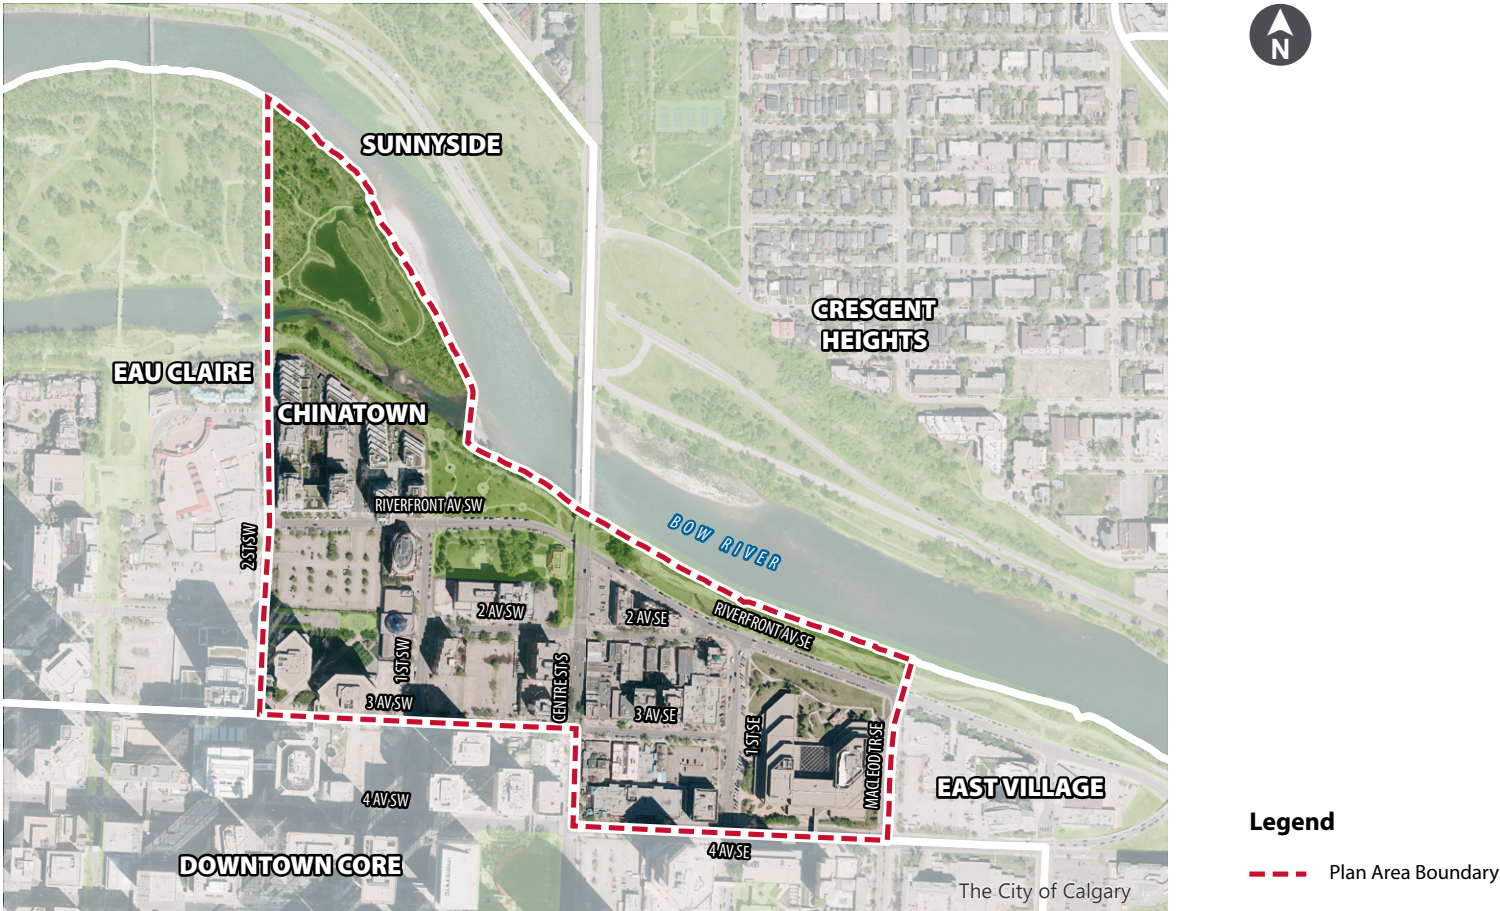 N
SUNNYSIDE
CRESCENT
HEIGHTS
EAU CLAIRE
CHINATOWN
RIVERFRONT AV SW
BOW RIVER
2 ST SW
2 AV SW
2 AV SE
RIVERFRONT AV SE
1 ST SW
CENTRE ST S
3 AV SW
3 AV SE
1 ST SE
MACLEOD TR SE
EAST VILLAGE
4 AV SW
4 AV SE
DOWNTOWN CORE
The City of Calgary
Legend
Plan Area Boundary